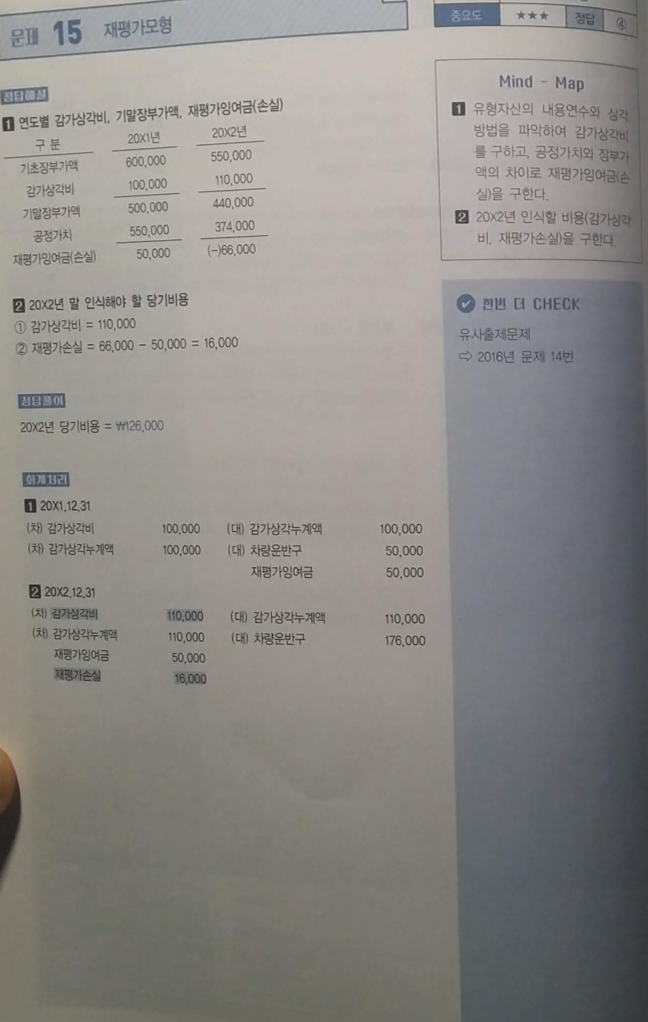 문제 15 재평가모형
중요도 ★★★ 정답 ④
정답해설
1 연도별 감가상각비, 기말장부가액, 재평가잉여금(손실)
구 분 20X1년 20X2년
기초장부가액 600,000 550,000
감가상각비 100,000 110,000
기말장부가액 500,000 440,000
공정가치 550,000 374,000
재평가잉여금(손실) 50,000 (-)66,000
2 20X2년 말 인식해야 할 당기비용
① 감가상각비 = 110,000
② 재평가손실 = 66,000 - 50,000 = 16,000
정답풀이
20X2년 당기비용 = ₩126,000
회계처리
1 20X1.12.31
(차) 감가상각비 100,000 (대) 감가상각누계액 100,000
(차) 감가상각누계액 100,000 (대) 차량운반구 50,000
재평가잉여금 50,000
2 20X2.12.31
(차) 감가상각비 110,000 (대) 감가상각누계액 110,000
(차) 감가상각누계액 110,000 (대) 차량운반구 176,000
재평가잉여금 50,000
재평가손실 16,000
Mind - Map
1 유형자산의 내용연수와 상각
방법을 파악하여 감가상각비
를 구하고, 공정가치와 장부가
액의 차이로 재평가잉여금(손
실)을 구한다.
2 20X2년 인식할 비용(감가상각
비, 재평가손실)을 구한다.
한번 더 CHECK
유사출제문제
⇨ 2016년 문제 14번